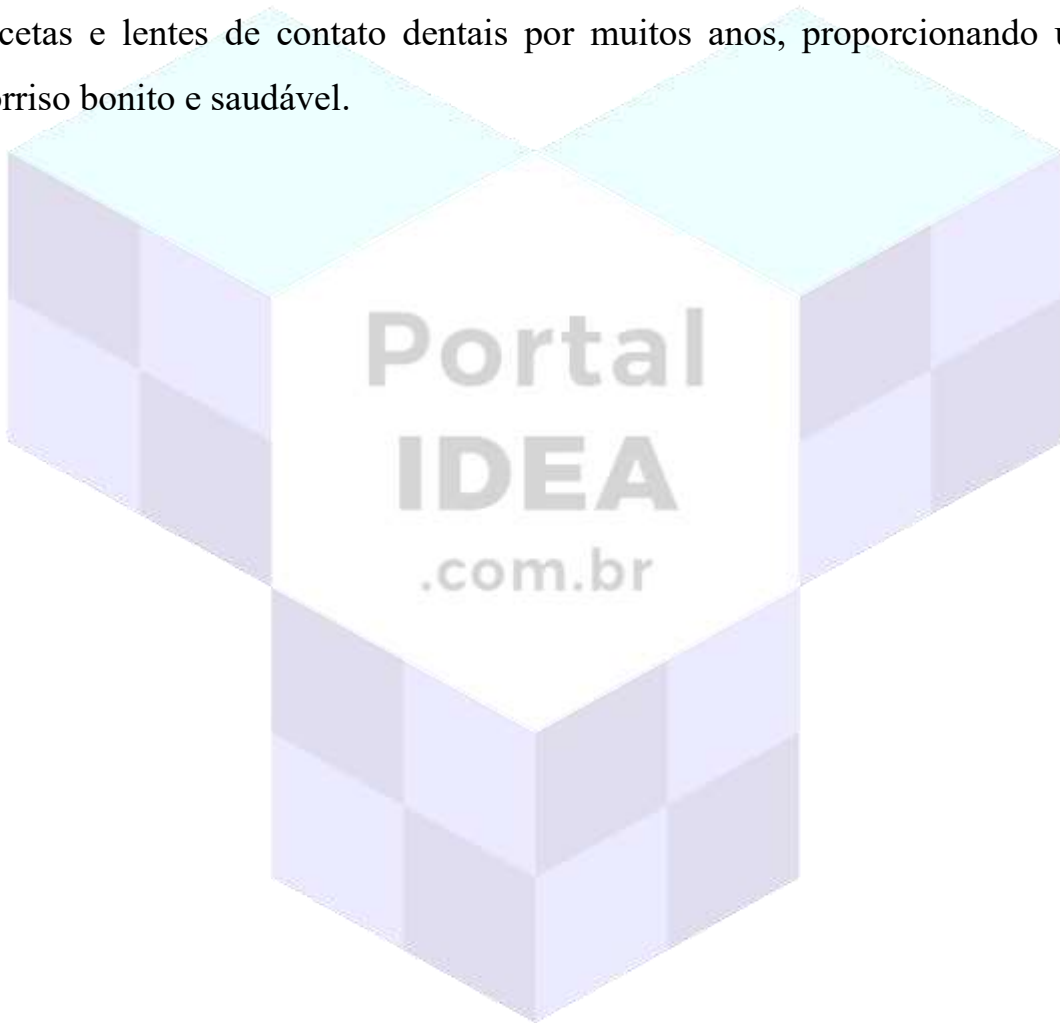 cetas e lentes de contato dentais por muitos anos, proporcionando
rriso bonito e saudável.
Portal
IDEA
.com.br